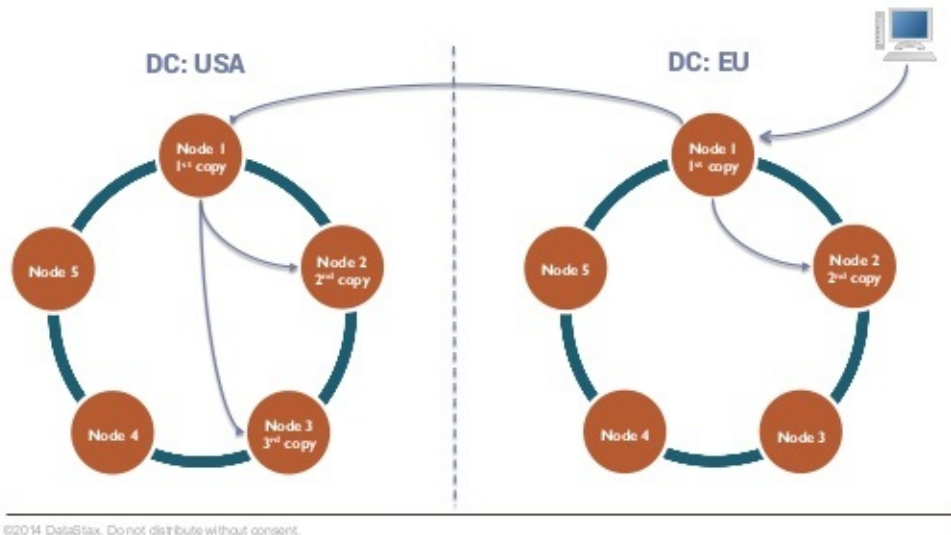 DC: USA
DC: EU
Node 1
1st copy
Node 5
Node 2
2nd copy
Node 4
Node 3
3rd copy
Node 1
1st copy
Node 5
Node 2
2nd copy
Node 4
Node 3
©2014 DataStax. Do not distribute without consent.